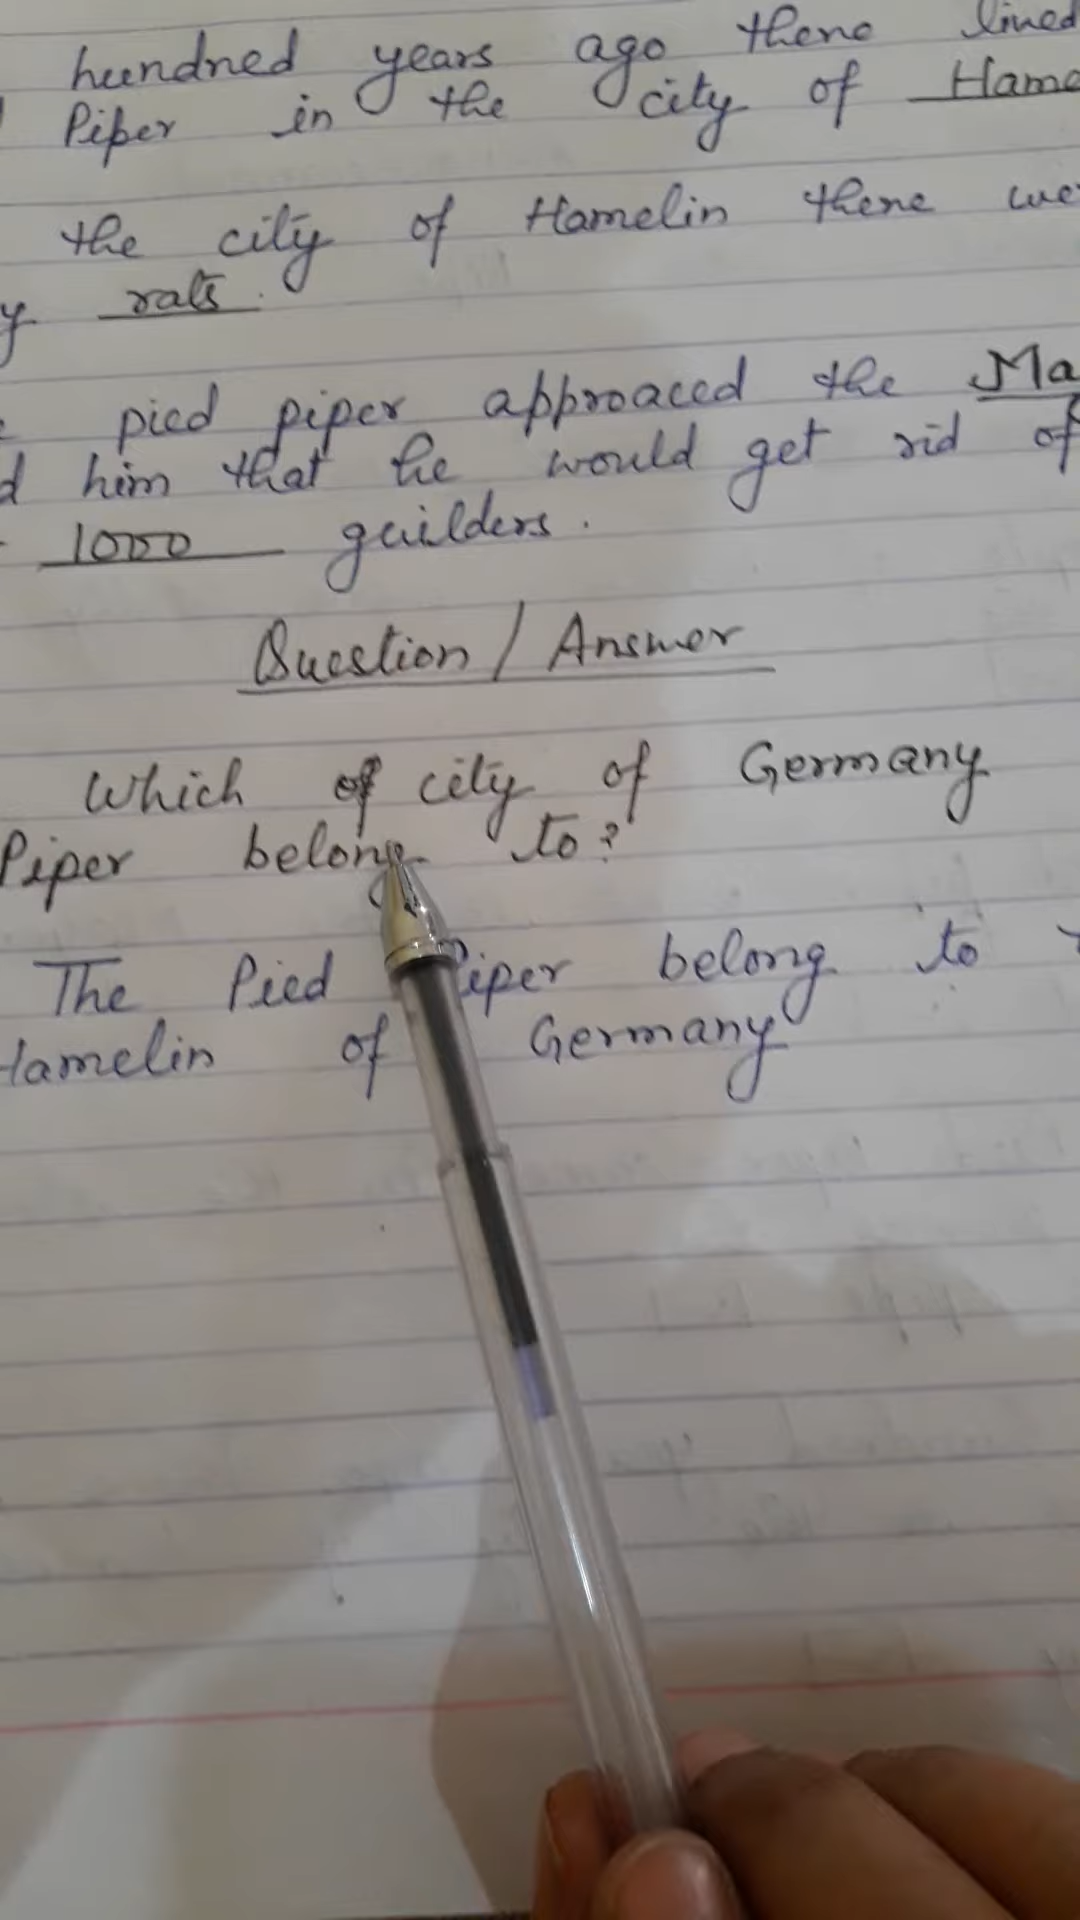 hundred years ago there lived
Piper in the city of Hame
the city of Hamelin there we
y rats.
pied piper approaced the Ma
d him that he would get rid of
1000 guilders.
Question / Answer
Which of city of Germany
Piper belong to?
The Pied Piper belong to
Hamelin of Germany